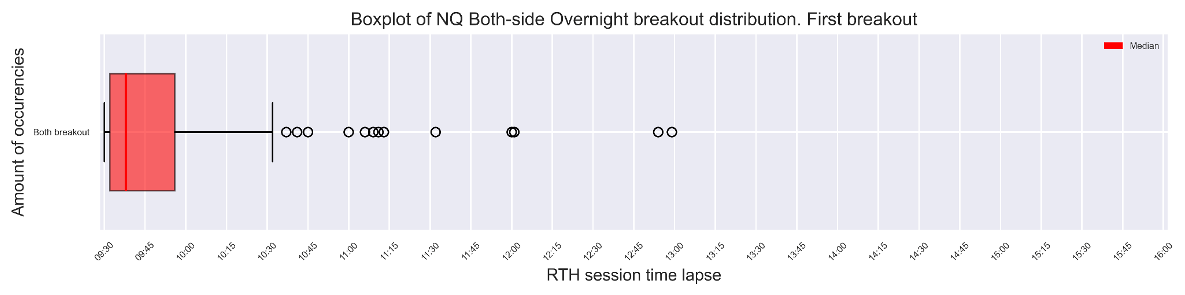 Boxplot of NQ Both-side Overnight breakout distribution. First breakout
Median
Amount of occurencies
Both breakout
09:30 09:45 10:00 10:15 10:30 10:45 11:00 11:15 11:30 11:45 12:00 12:15 12:30 12:45 13:00 13:15 13:30 13:45 14:00 14:15 14:30 14:45 15:00 15:15 15:30 15:45 16:00
RTH session time lapse